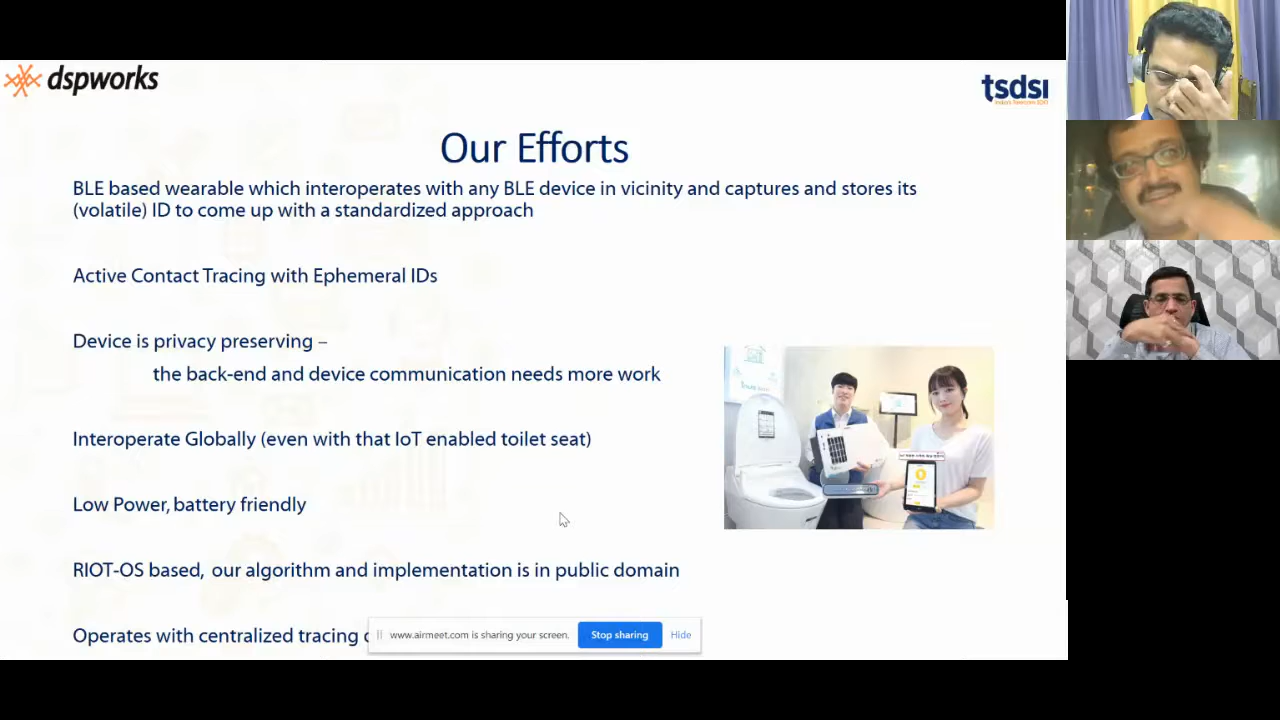 dspworks
tsdsi
India's Telecom SDO
Our Efforts
BLE based wearable which interoperates with any BLE device in vicinity and captures and stores its
(volatile) ID to come up with a standardized approach
Active Contact Tracing with Ephemeral IDs
Device is privacy preserving –
the back-end and device communication needs more work
Interoperate Globally (even with that IoT enabled toilet seat)
Low Power, battery friendly
RIOT-OS based, our algorithm and implementation is in public domain
Operates with centralized tracing
www.airmeet.com is sharing your screen.
Stop sharing
Hide